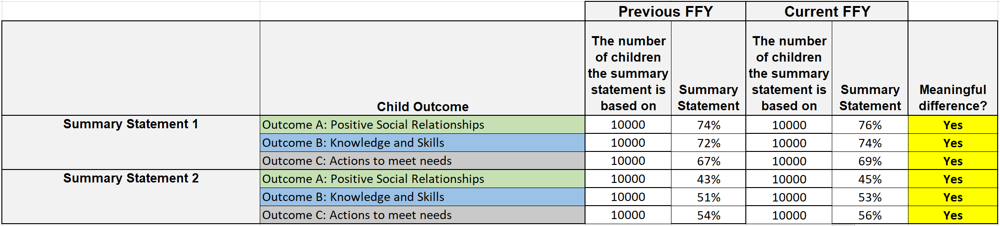 Previous FFY Current FFY
Child Outcome The number of children the summary statement is based on Summary Statement The number of children the summary statement is based on Summary Statement Meaningful difference?
Summary Statement 1 Outcome A: Positive Social Relationships 10000 74% 10000 76% Yes
Outcome B: Knowledge and Skills 10000 72% 10000 74% Yes
Outcome C: Actions to meet needs 10000 67% 10000 69% Yes
Summary Statement 2 Outcome A: Positive Social Relationships 10000 43% 10000 45% Yes
Outcome B: Knowledge and Skills 10000 51% 10000 53% Yes
Outcome C: Actions to meet needs 10000 54% 10000 56% Yes